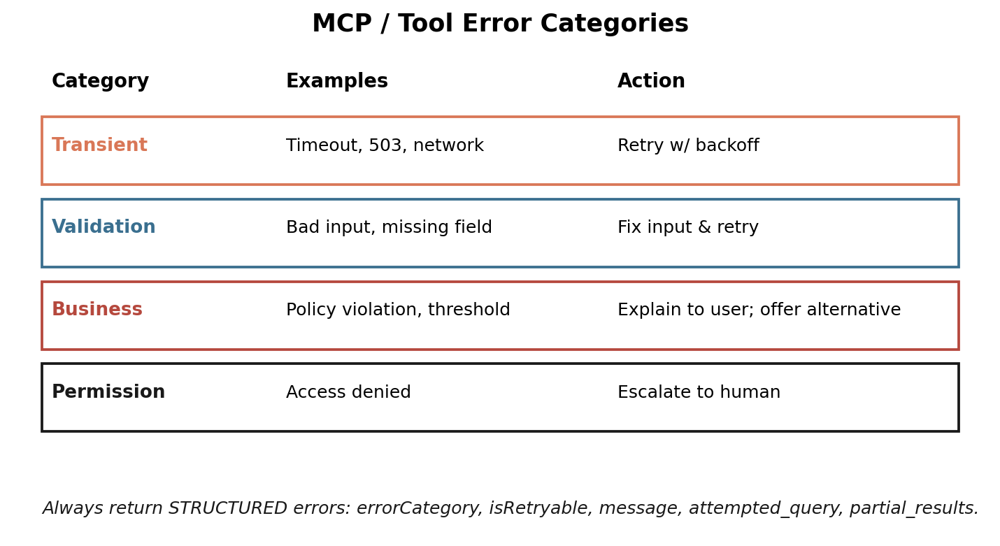 MCP / Tool Error Categories
Category Examples Action
Transient Timeout, 503, network Retry w/ backoff
Validation Bad input, missing field Fix input & retry
Business Policy violation, threshold Explain to user; offer alternative
Permission Access denied Escalate to human
Always return STRUCTURED errors: errorCategory, isRetryable, message, attempted_query, partial_results.